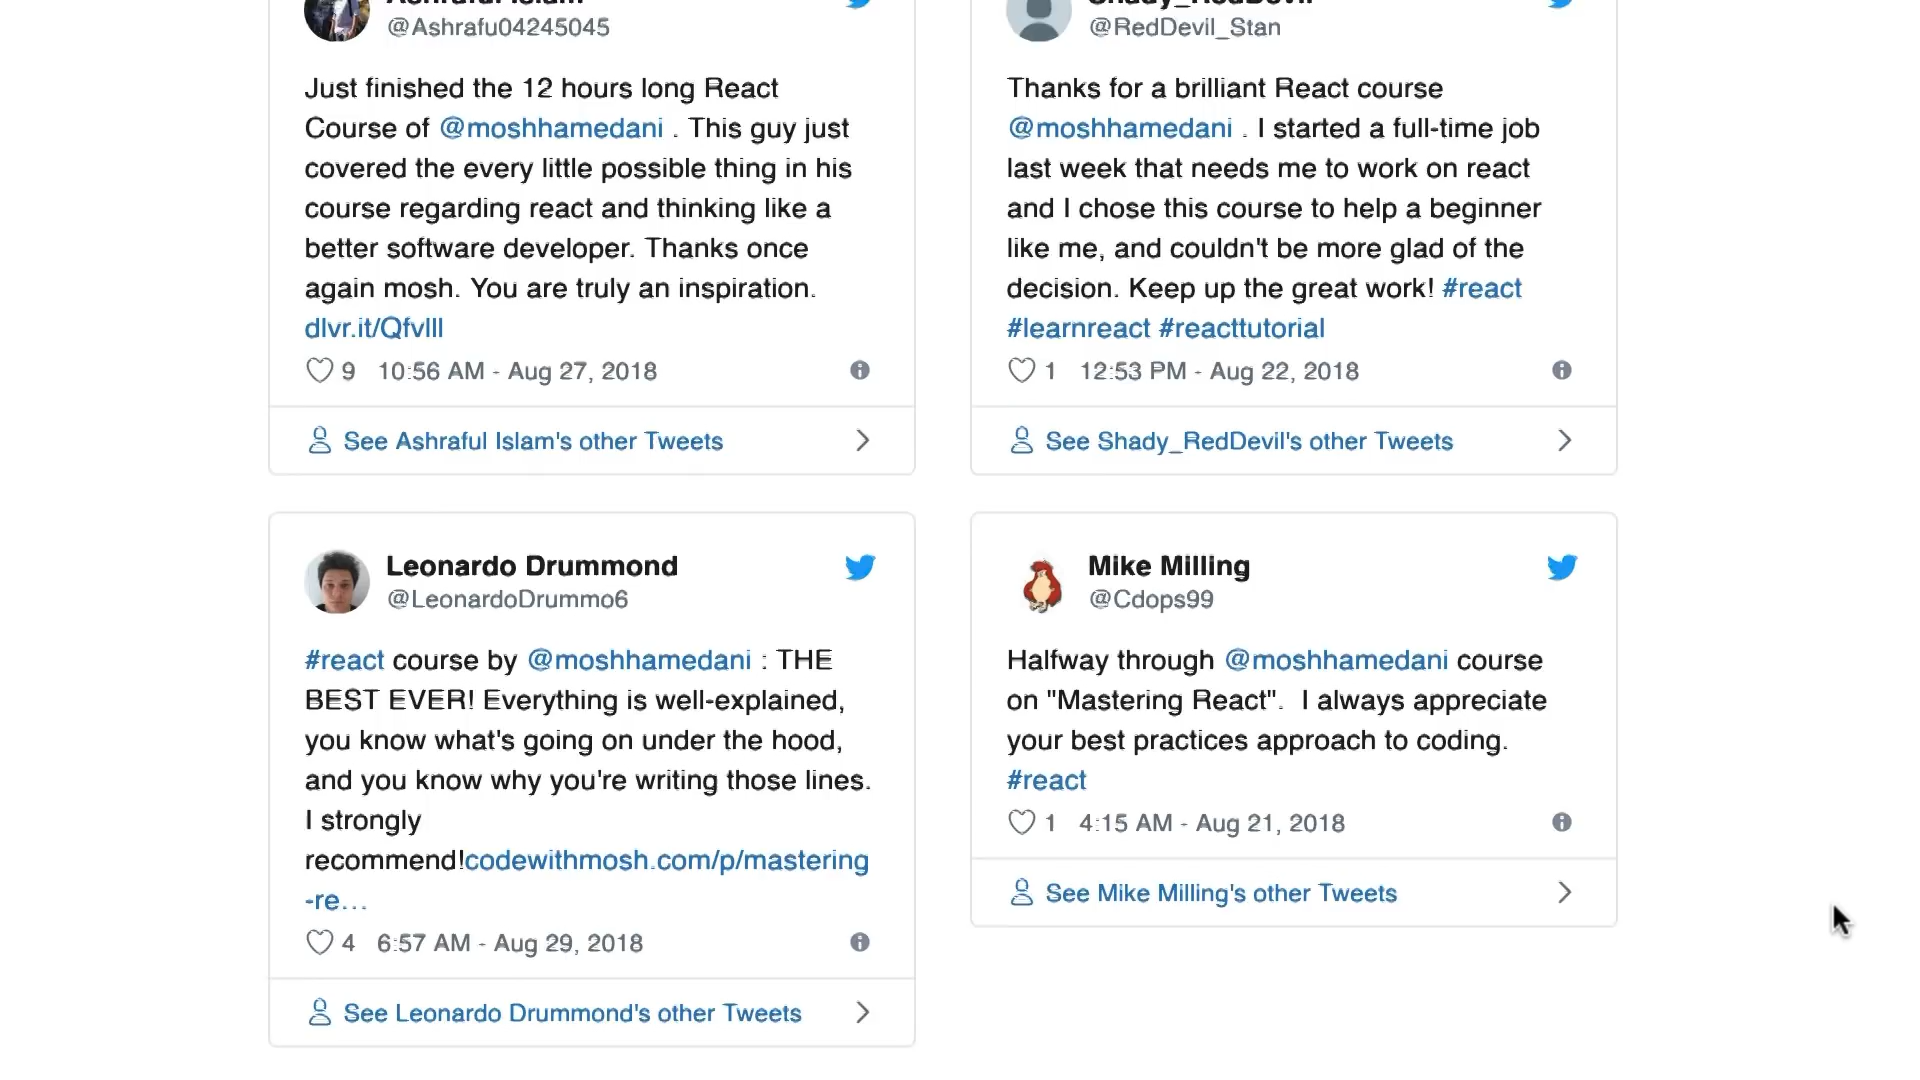 Ashraful Islam
@Ashrafu04245045
Just finished the 12 hours long React
Course of @moshhamedani . This guy just
covered the every little possible thing in his
course regarding react and thinking like a
better software developer. Thanks once
again mosh. You are truly an inspiration.
dlvr.it/Qfvlll
9 10:56 AM - Aug 27, 2018
See Ashraful Islam's other Tweets
Shady_RedDevil
@RedDevil_Stan
Thanks for a brilliant React course
@moshhamedani . I started a full-time job
last week that needs me to work on react
and I chose this course to help a beginner
like me, and couldn't be more glad of the
decision. Keep up the great work! #react
#learnreact #reacttutorial
1 12:53 PM - Aug 22, 2018
See Shady_RedDevil's other Tweets
Leonardo Drummond
@LeonardoDrummo6
#react course by @moshhamedani : THE
BEST EVER! Everything is well-explained,
you know what's going on under the hood,
and you know why you're writing those lines.
I strongly
recommend!codewithmosh.com/p/mastering
-re…
4 6:57 AM - Aug 29, 2018
See Leonardo Drummond's other Tweets
Mike Milling
@Cdops99
Halfway through @moshhamedani course
on "Mastering React".  I always appreciate
your best practices approach to coding.
#react
1 4:15 AM - Aug 21, 2018
See Mike Milling's other Tweets